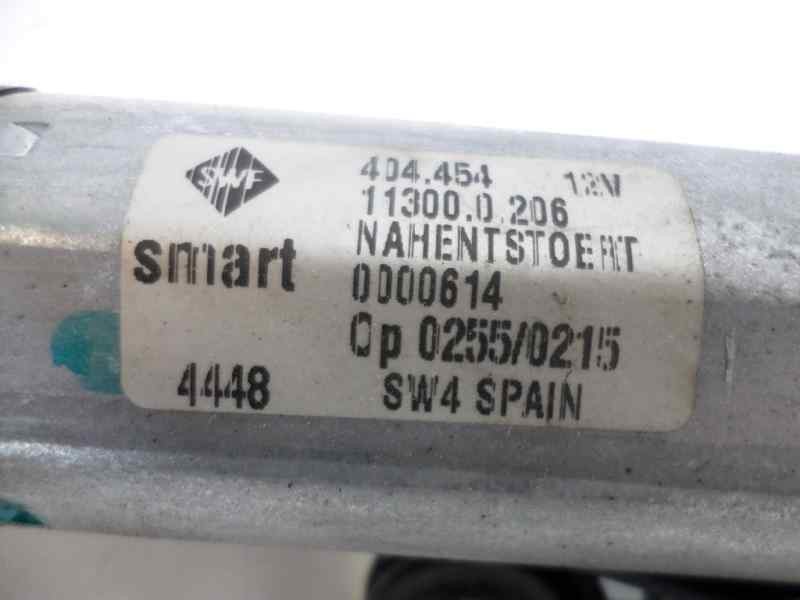 SWF
404.454 12V
11300.0.206
smart
NAHENTSTOERT
0000614
Op 0255/0215
4448
SW4 SPAIN